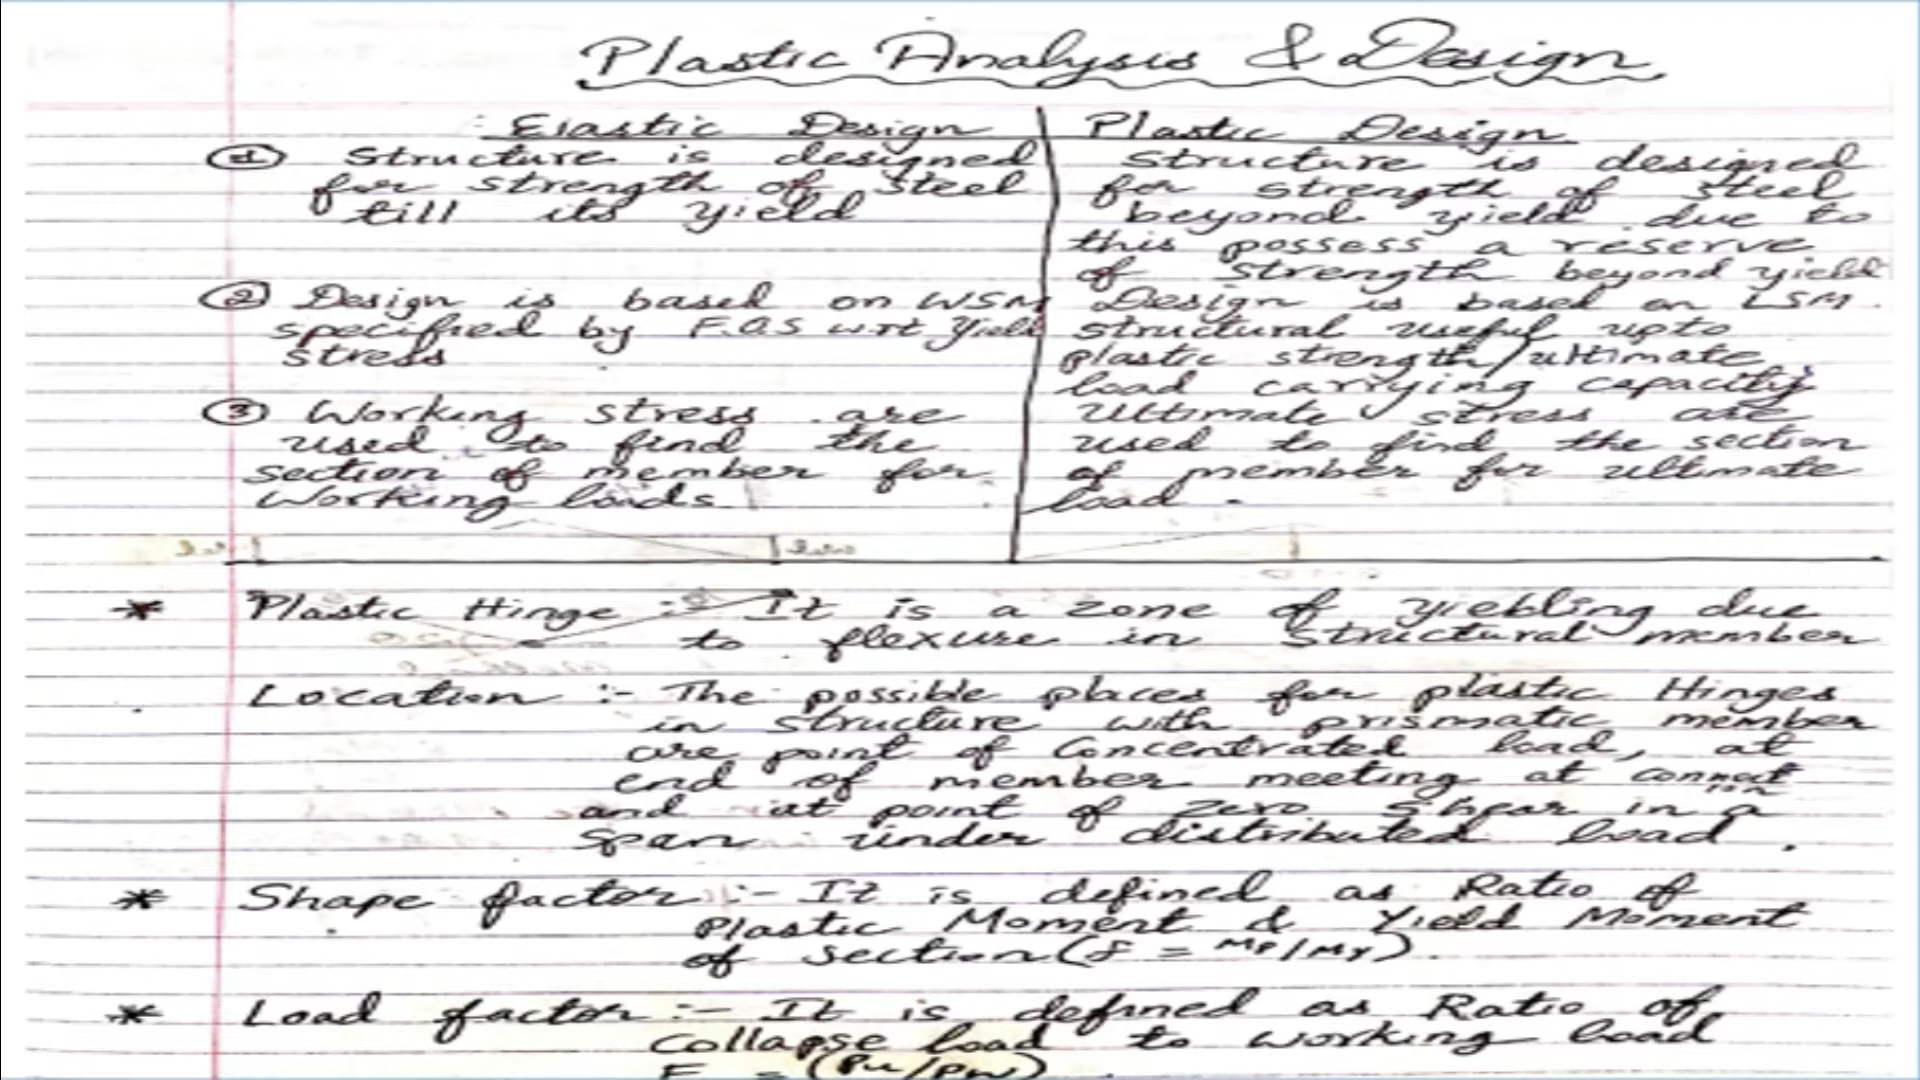 Plastic Analysis & Design
Elastic Design
① Structure is designed
for strength of steel
till its yield
② Design is based on WSM
specified by F.O.S w.r.t Yield
stress
③ Working stress are
used to find the
section of member for
Working loads
Plastic Design
Structure is designed
for strength of steel
beyond yield due to
this possess a reserve
of strength beyond yield
Design is based on LSM.
structural useful upto
plastic strength/ultimate
load carrying capacity
Ultimate stress are
used to find the section
of member for ultimate
load.
* Plastic Hinge :- It is a zone of yielding due
to flexure in Structural member
Location :- The possible places for plastic Hinges
in structure with prismatic member
are point of Concentrated load, at
end of member meeting at connection
and at point of zero Shear in a
span under distributed load.
* Shape factor :- It is defined as Ratio of
Plastic Moment & Yield Moment
of section (f = Mp/My).
* Load factor :- It is defined as Ratio of
Collapse load to working load
F = (Pu/Pw).